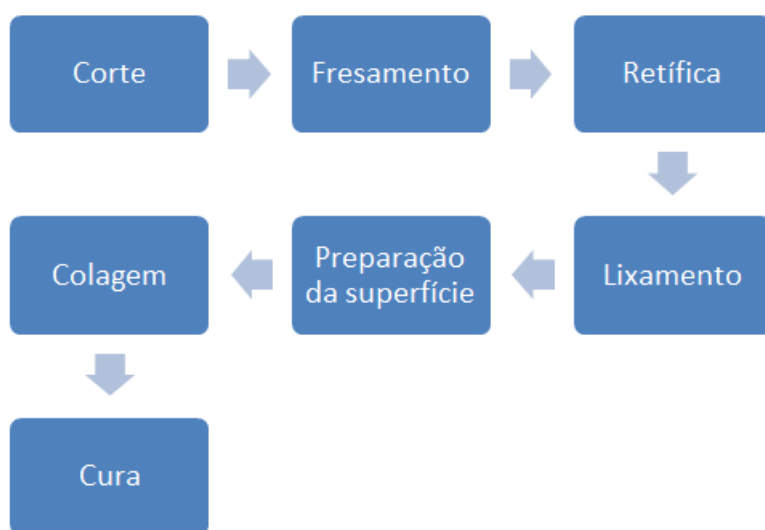 Corte
Fresamento
Retífica
Lixamento
Preparação
da superfície
Colagem
Cura